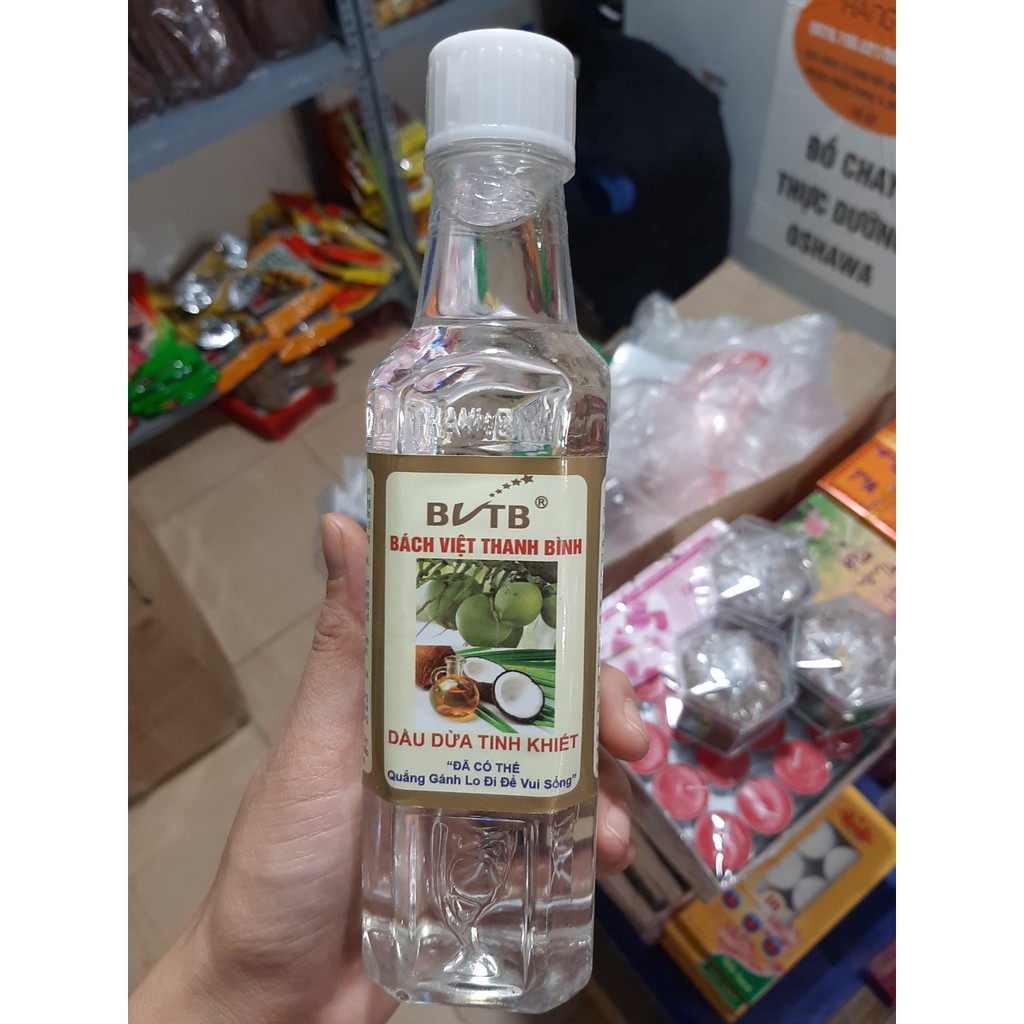 BVTB®
BÁCH VIỆT THANH BÌNH
DẦU DỪA TINH KHIẾT
"ĐÃ CÓ THỂ
Quẳng Gánh Lo Đi Để Vui Sống"
BỔ CHAY
THỰC DƯỠNG
OSHAWA